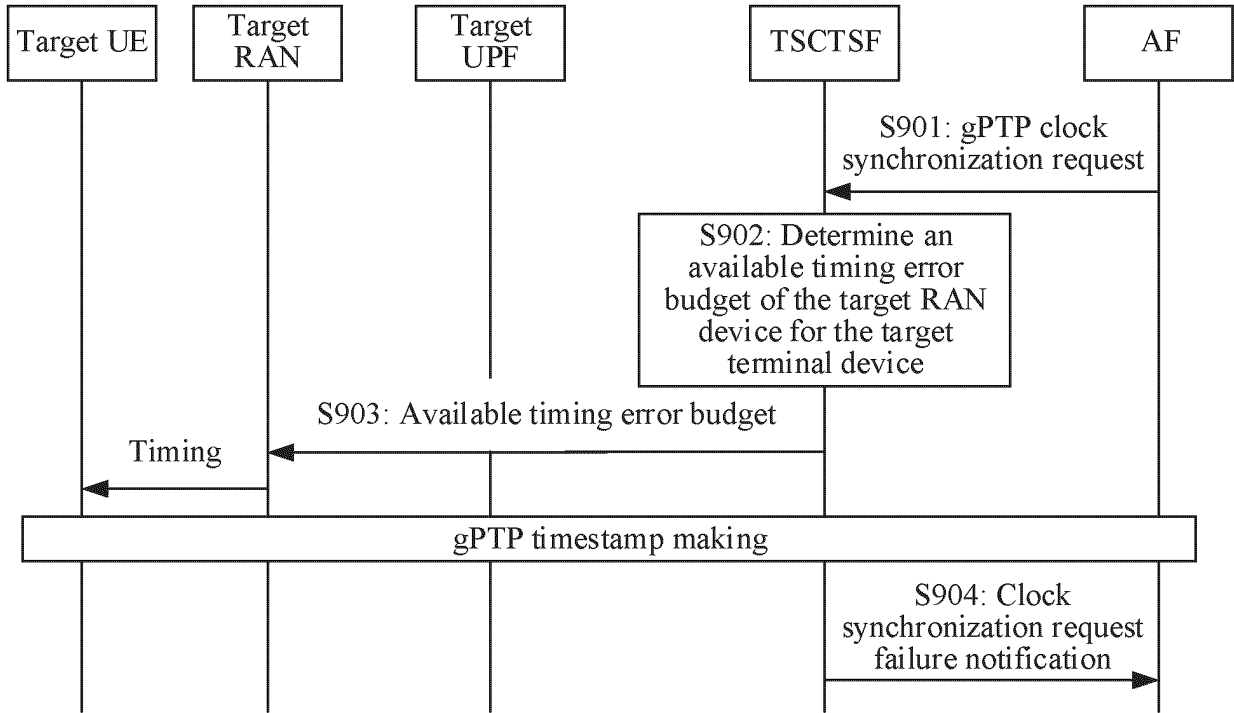 Target UE
Target
RAN
Target
UPF
TSCTSF
AF
S901: gPTP clock
synchronization request
S902: Determine an
available timing error
budget of the target RAN
device for the target
terminal device
S903: Available timing error budget
Timing
gPTP timestamp making
S904: Clock
synchronization request
failure notification